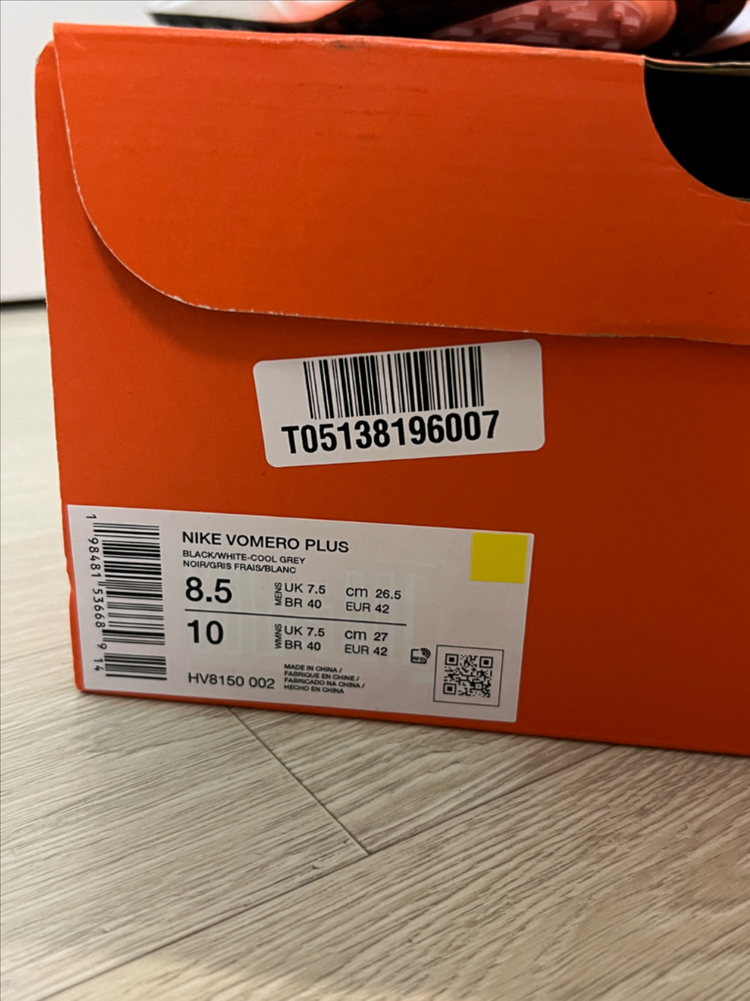 T05138196007
1 98481 53668 9 14
NIKE VOMERO PLUS
BLACK/WHITE-COOL GREY
NOIR/GRIS FRAIS/BLANC
8.5 MENS UK 7.5 cm 26.5
BR 40 EUR 42
10 WMNS UK 7.5 cm 27
BR 40 EUR 42
HV8150 002
MADE IN CHINA /
FABRIQUE EN CHINE /
FABRICADO NA CHINA /
HECHO EN CHINA